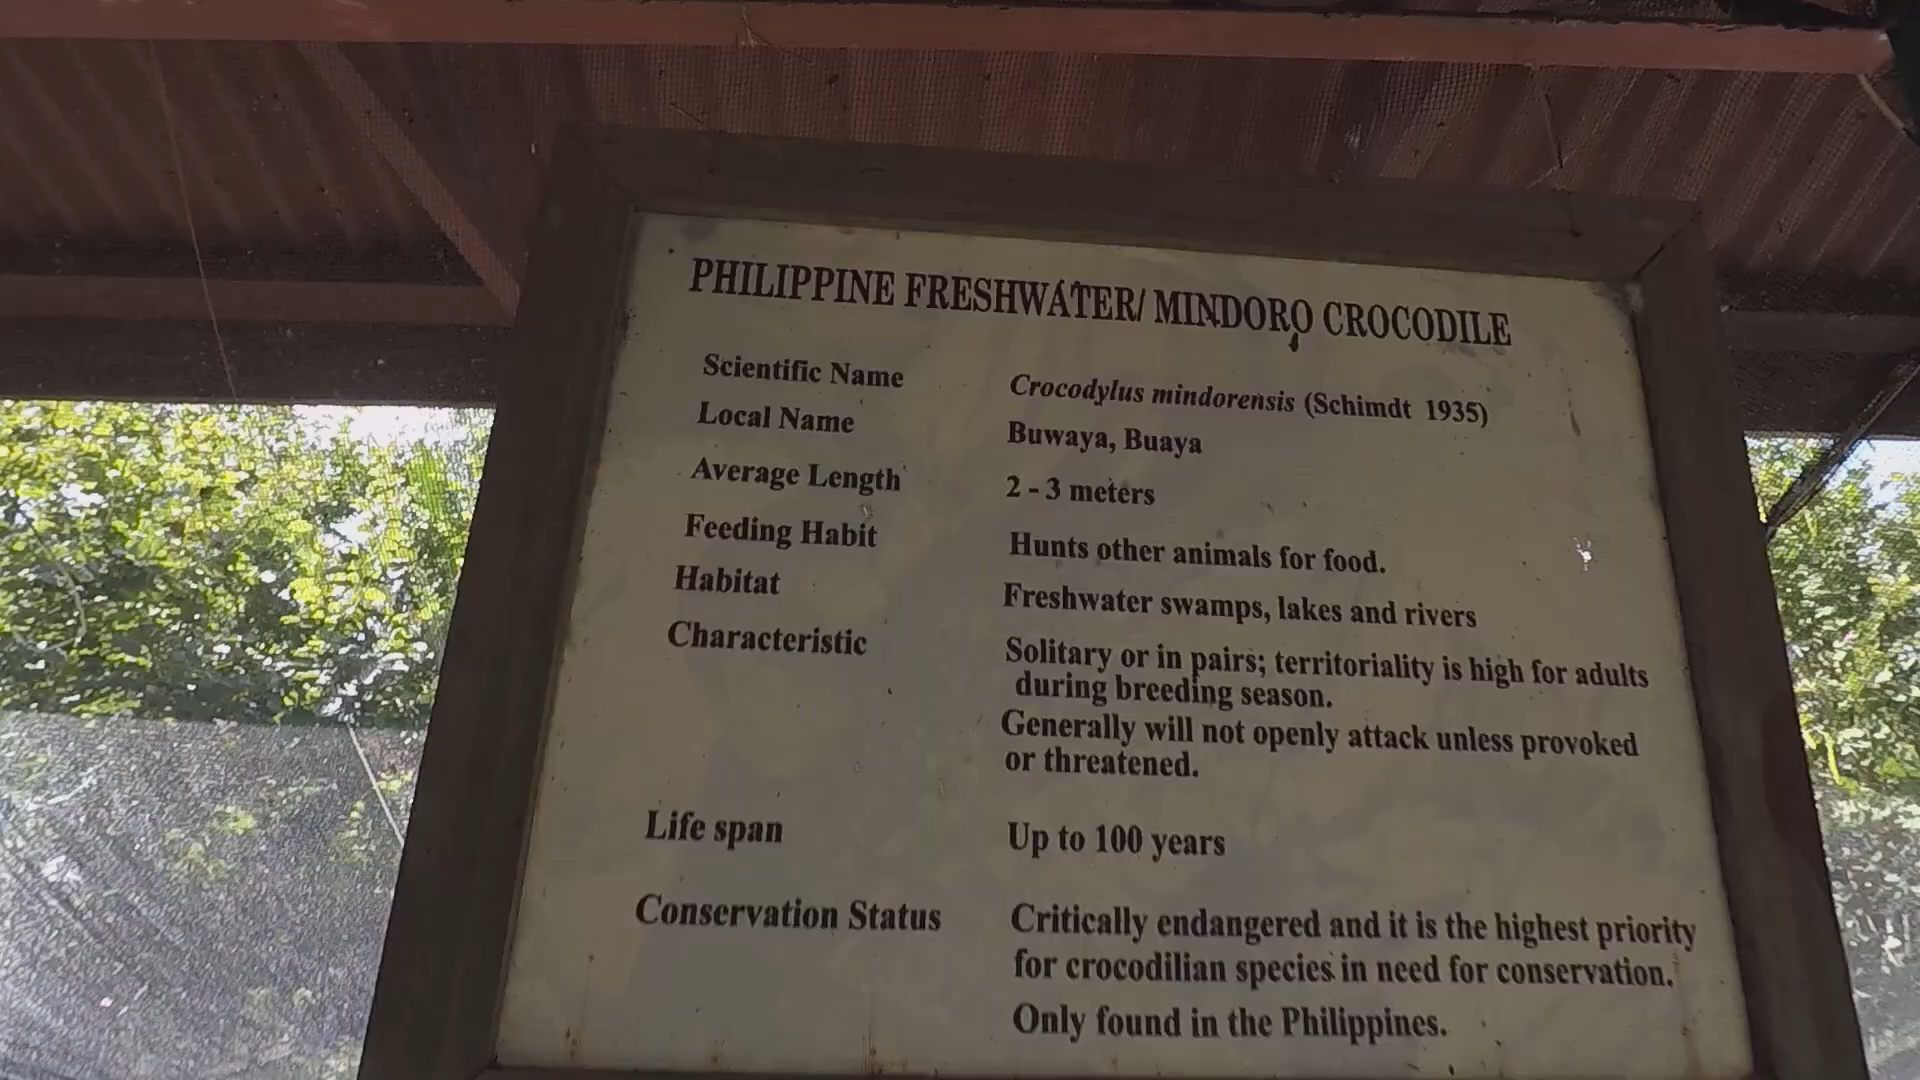 PHILIPPINE FRESHWATER/ MINDORO CROCODILE
Scientific Name Crocodylus mindorensis (Schimdt 1935)
Local Name Buwaya, Buaya
Average Length 2 - 3 meters
Feeding Habit Hunts other animals for food.
Habitat Freshwater swamps, lakes and rivers
Characteristic Solitary or in pairs; territoriality is high for adults
during breeding season.
Generally will not openly attack unless provoked
or threatened.
Life span Up to 100 years
Conservation Status Critically endangered and it is the highest priority
for crocodilian species in need for conservation.
Only found in the Philippines.